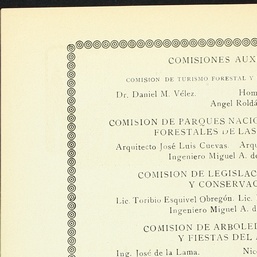 COMISIONES AUX
COMISION DE TURISMO FORESTAL Y
Dr. Daniel M. Vélez. Hom
Angel Roldá
COMISION DE PARQUES NACIO
FORESTALES DE LAS
Arquitecto José Luis Cuevas. Arqu
Ingeniero Miguel A. de
COMISION DE LEGISLAC
Y CONSERVAC
Lic. Toribio Esquivel Obregón. Lic.
Ingeniero Miguel A. d
COMISION DE ARBOLED
Y FIESTAS DEL A
Ing. José de la Lama. Nic